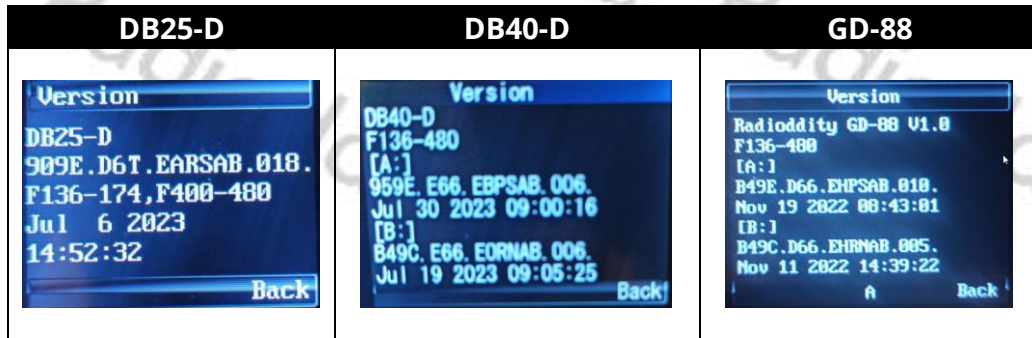 DB25-D
DB40-D
GD-88
Version
DB25-D
909E.D6T.EARSAB.018.
F136-174,F400-480
Jul 6 2023
14:52:32
Back
Version
DB40-D
F136-480
[A:]
959E.E66.EBPSAB.006.
Jul 30 2023 09:00:16
[B:]
B49C.E66.EORNAB.006.
Jul 19 2023 09:05:25
Back
Version
Radioddity GD-88 V1.0
F136-480
[A:]
B49E.D66.EHPSAB.010.
Nov 19 2022 08:43:01
[B:]
B49C.D66.EHRNAB.005.
Nov 11 2022 14:39:22
A Back